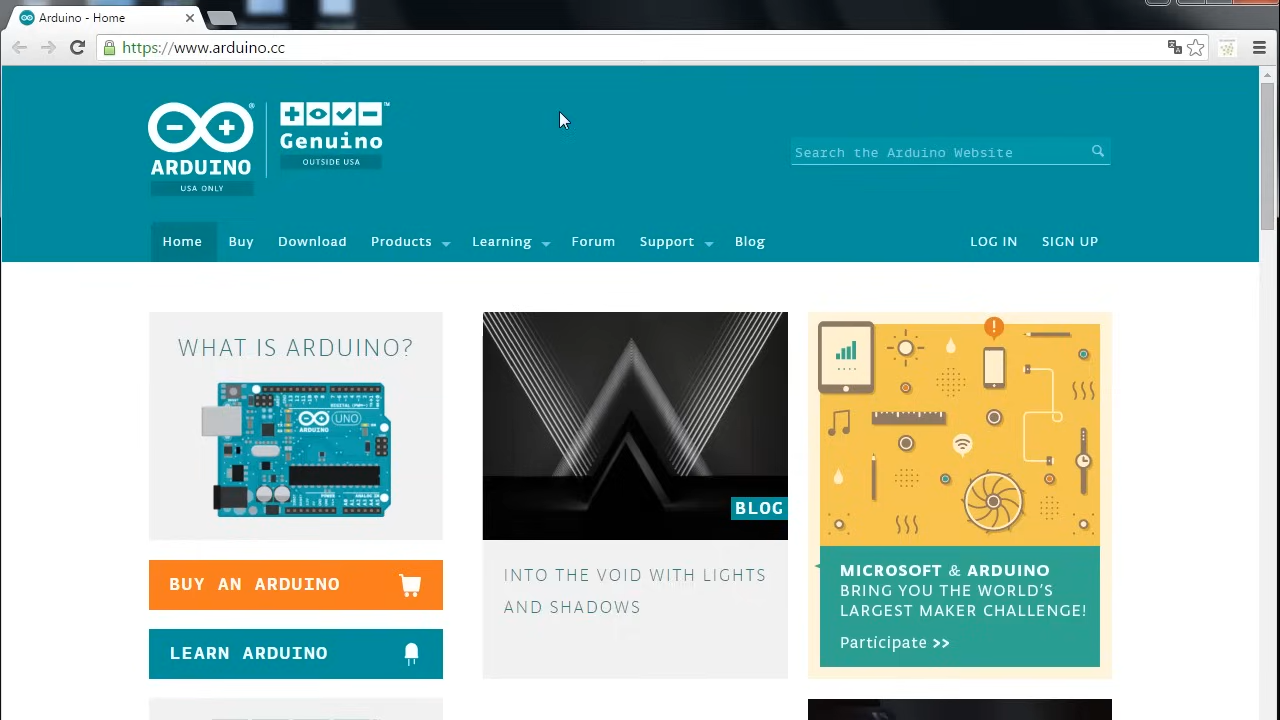 Arduino - Home
https://www.arduino.cc
ARDUINO
USA ONLY
Genuino
OUTSIDE USA
Search the Arduino Website
Home Buy Download Products Learning Forum Support Blog LOG IN SIGN UP
WHAT IS ARDUINO?
ARDUINO UNO
BUY AN ARDUINO
LEARN ARDUINO
BLOG
INTO THE VOID WITH LIGHTS
AND SHADOWS
MICROSOFT & ARDUINO
BRING YOU THE WORLD'S
LARGEST MAKER CHALLENGE!
Participate >>